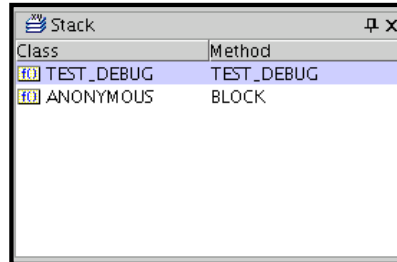 Stack
Class Method
f() TEST_DEBUG TEST_DEBUG
f() ANONYMOUS BLOCK